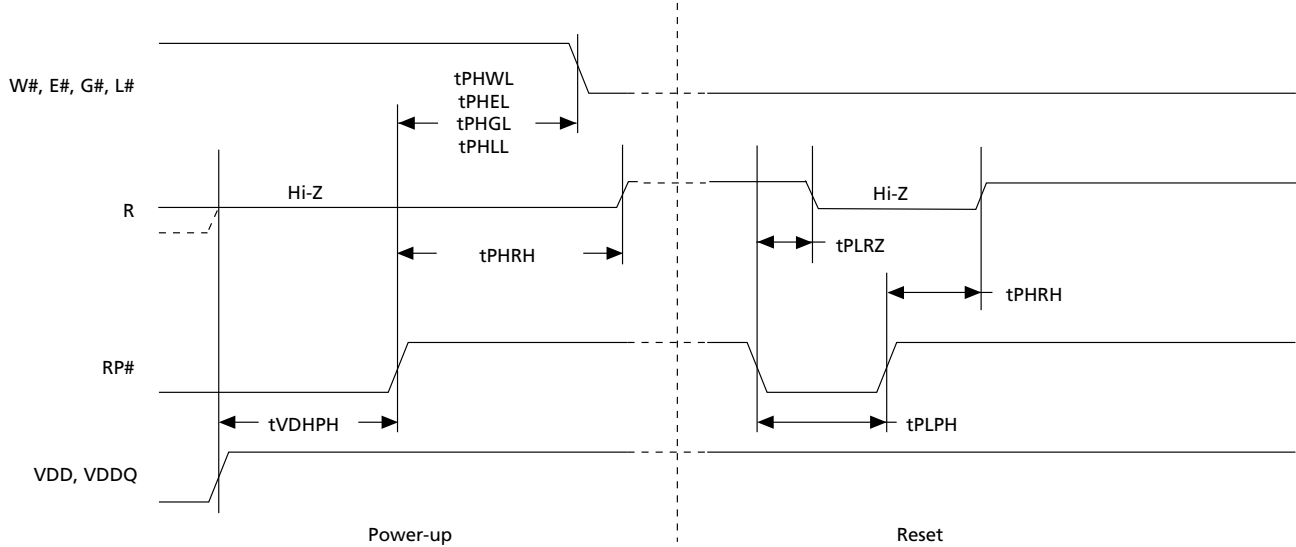 W#, E#, G#, L#
tPHWL
tPHEL
tPHGL
tPHLL
R
Hi-Z
Hi-Z
tPHRH
tPLRZ
tPHRH
RP#
tVDHPH
tPLPH
VDD, VDDQ
Power-up
Reset